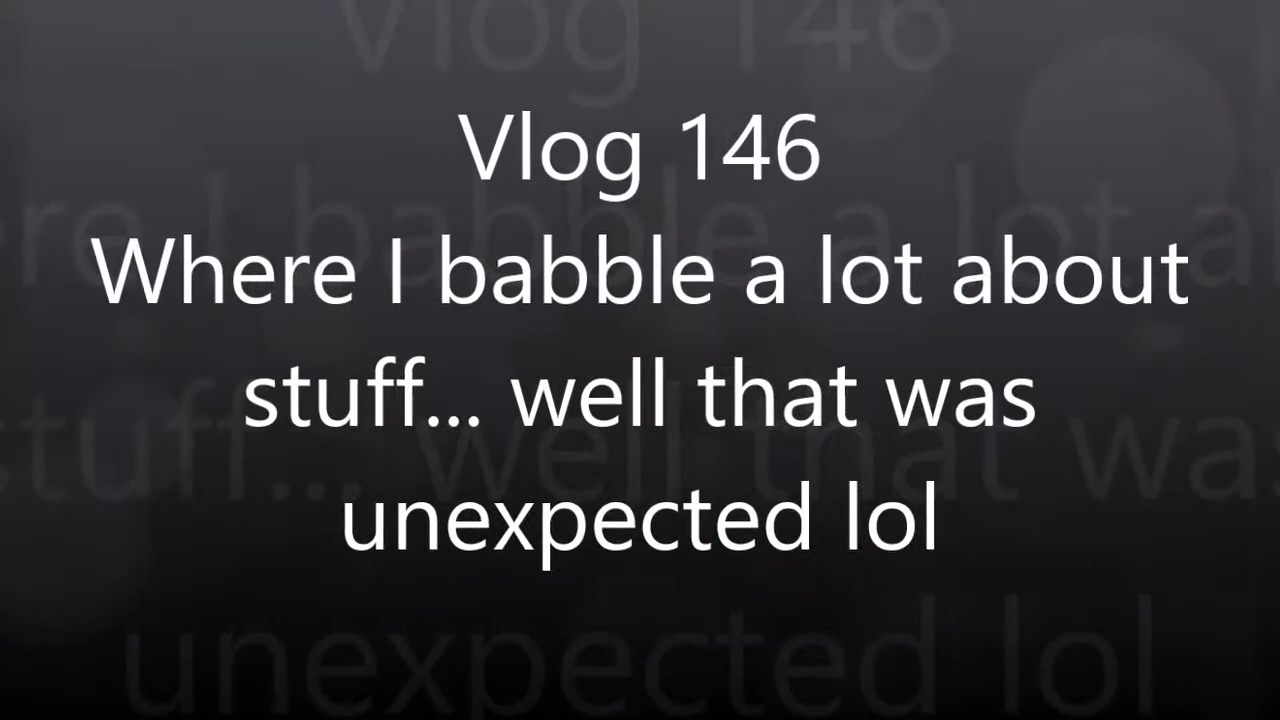 Vlog 146
Where I babble a lot about
stuff... well that was
unexpected lol